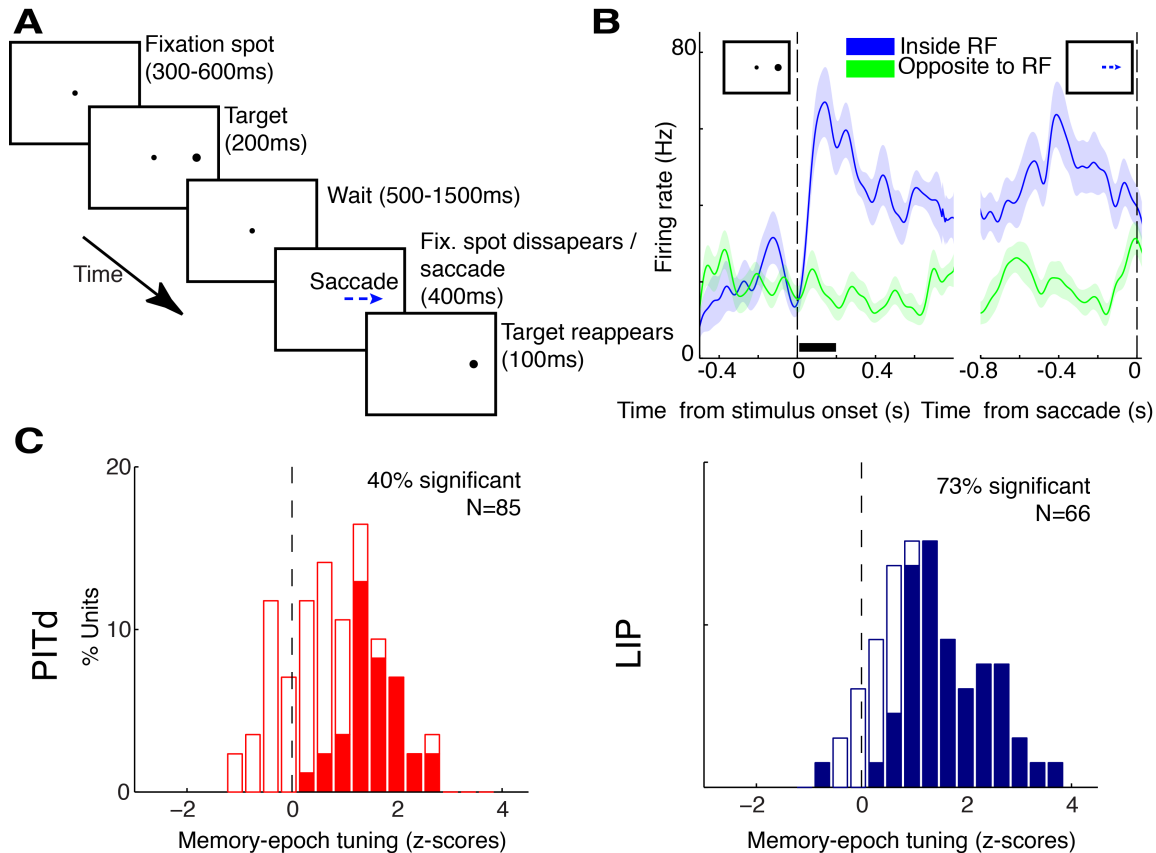 A
Fixation spot
(300-600ms)
Target
(200ms)
Wait (500-1500ms)
Fix. spot dissapears /
saccade
(400ms)
Saccade
Time
Target reappears
(100ms)
B
Inside RF
Opposite to RF
80
0
Firing rate (Hz)
-0.4 0 0.4 -0.8 -0.4 0
Time from stimulus onset (s) Time from saccade (s)
C
20
10
0
% Units
PITd
40% significant
N=85
−2 0 2 4
Memory-epoch tuning (z-scores)
LIP
73% significant
N=66
−2 0 2 4
Memory-epoch tuning (z-scores)